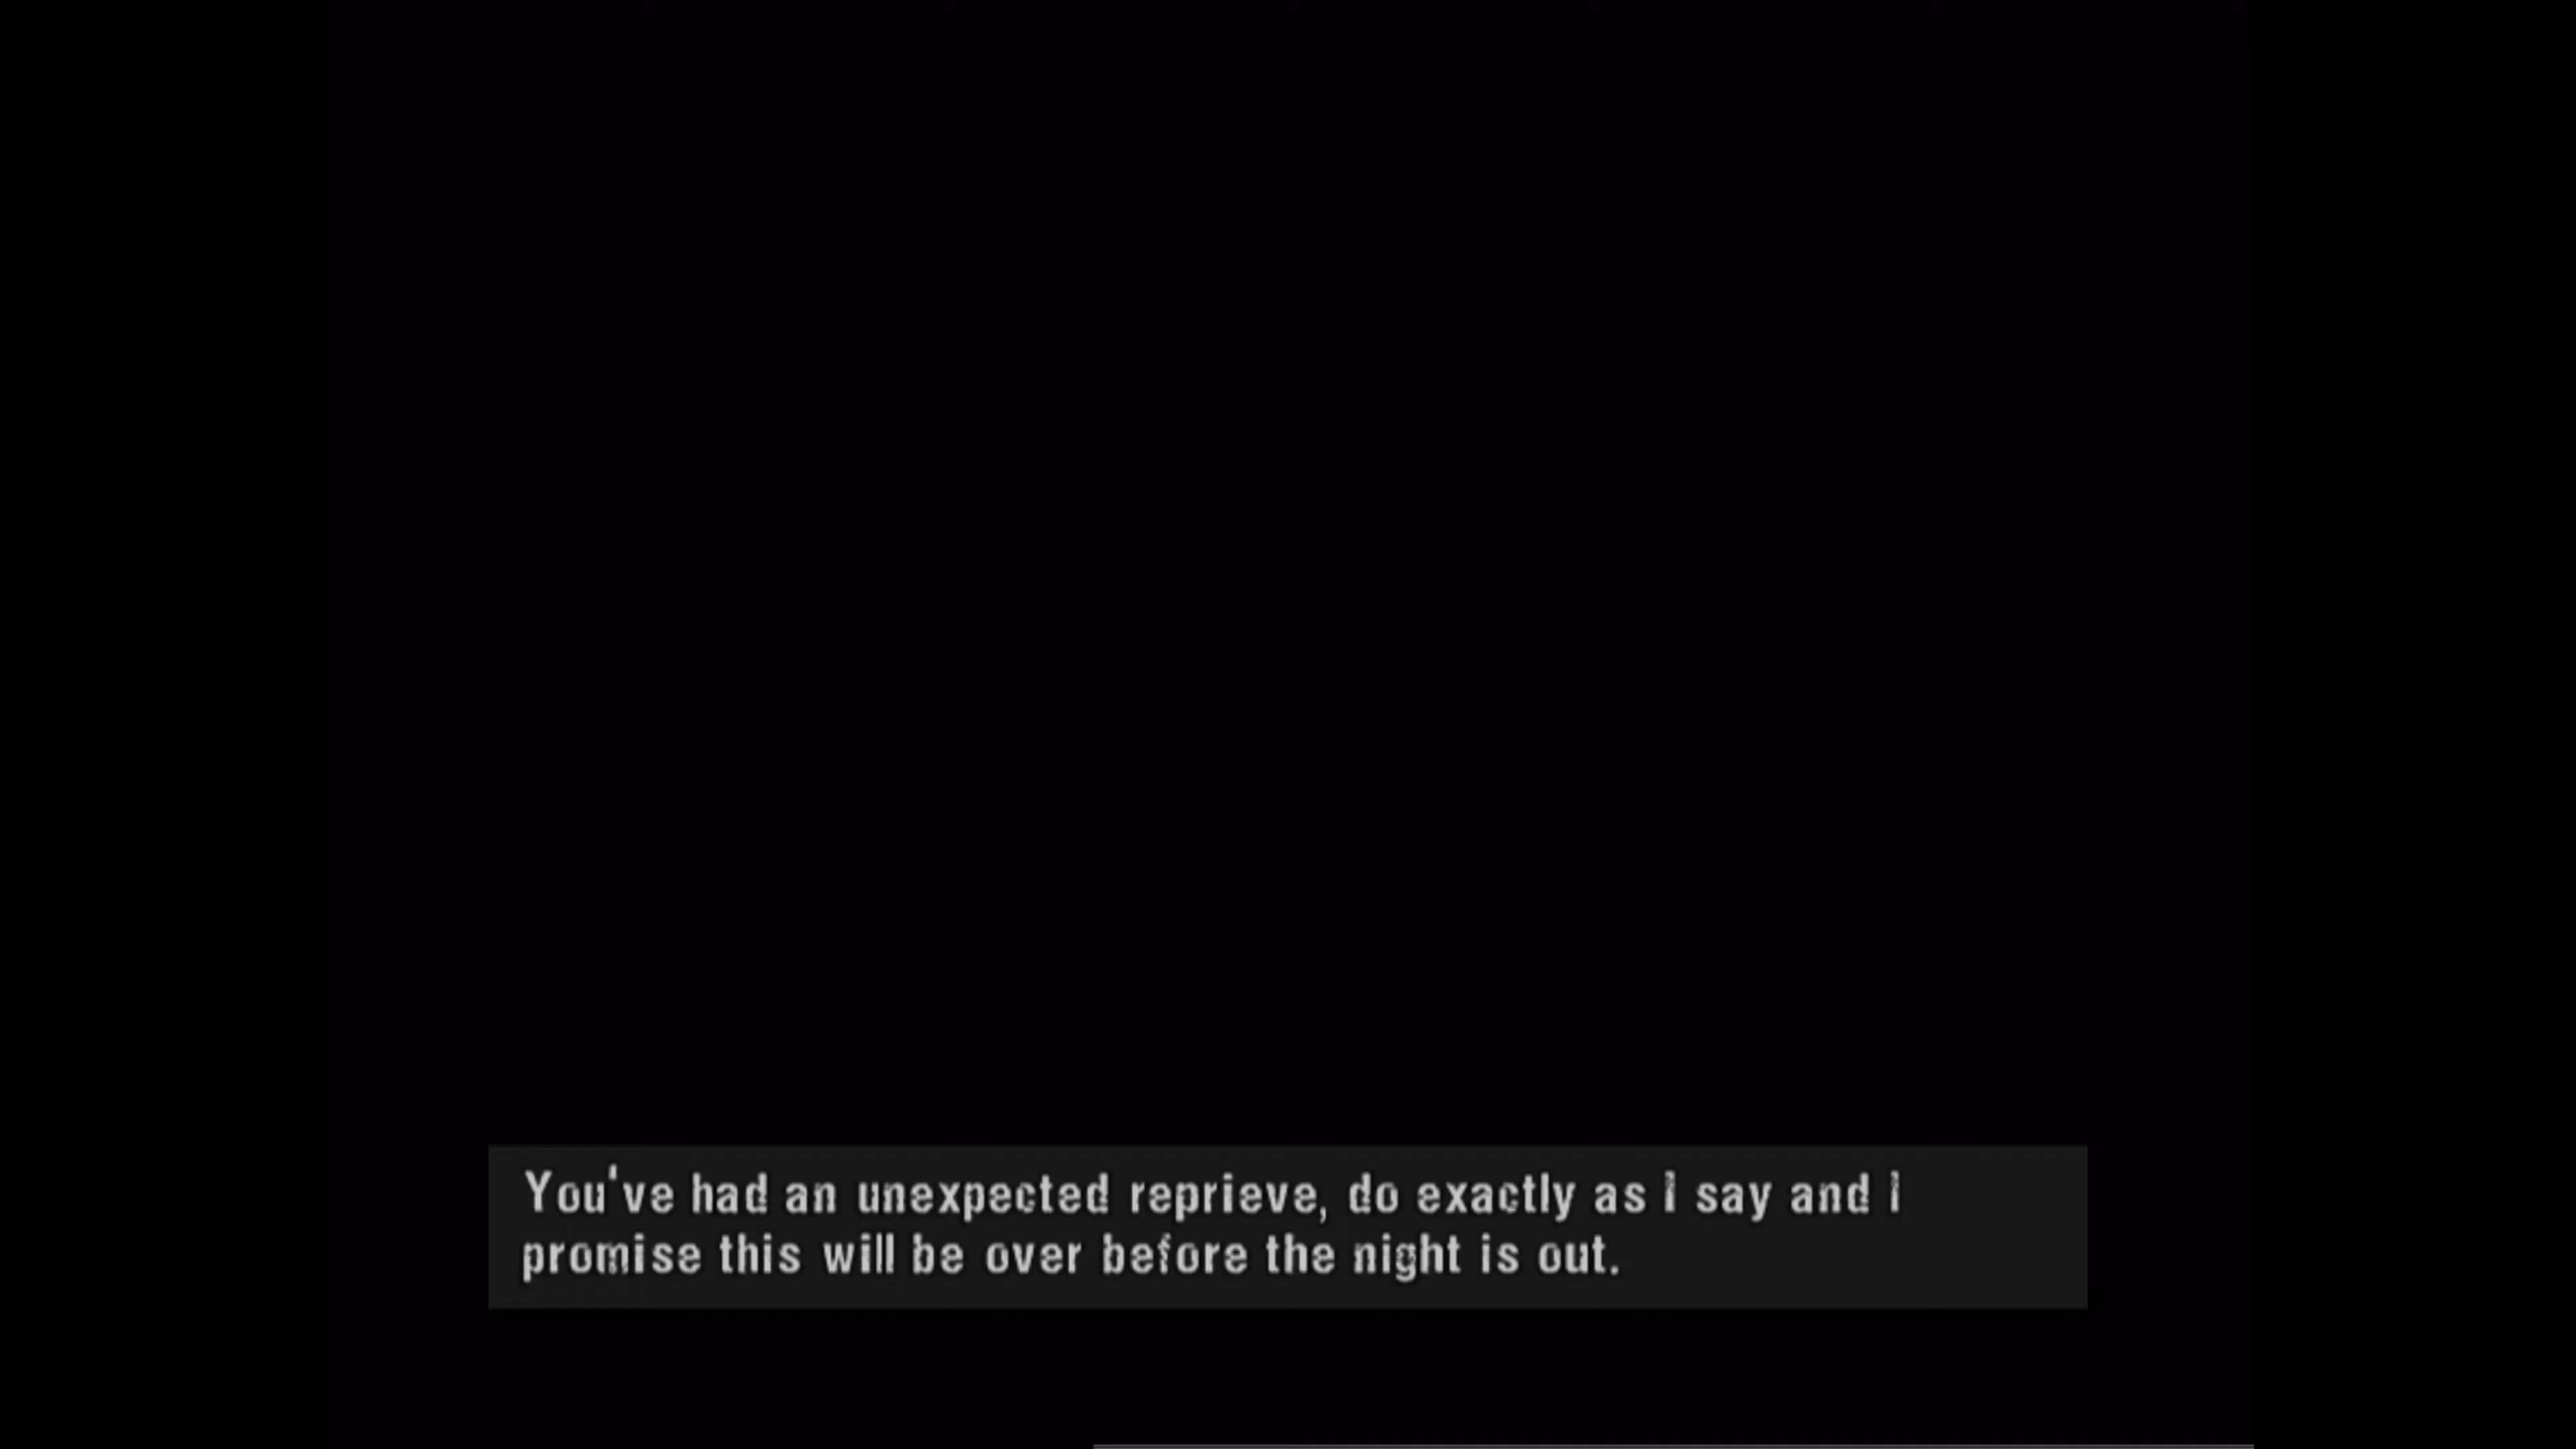 You've had an unexpected reprieve, do exactly as I say and I
promise this will be over before the night is out.